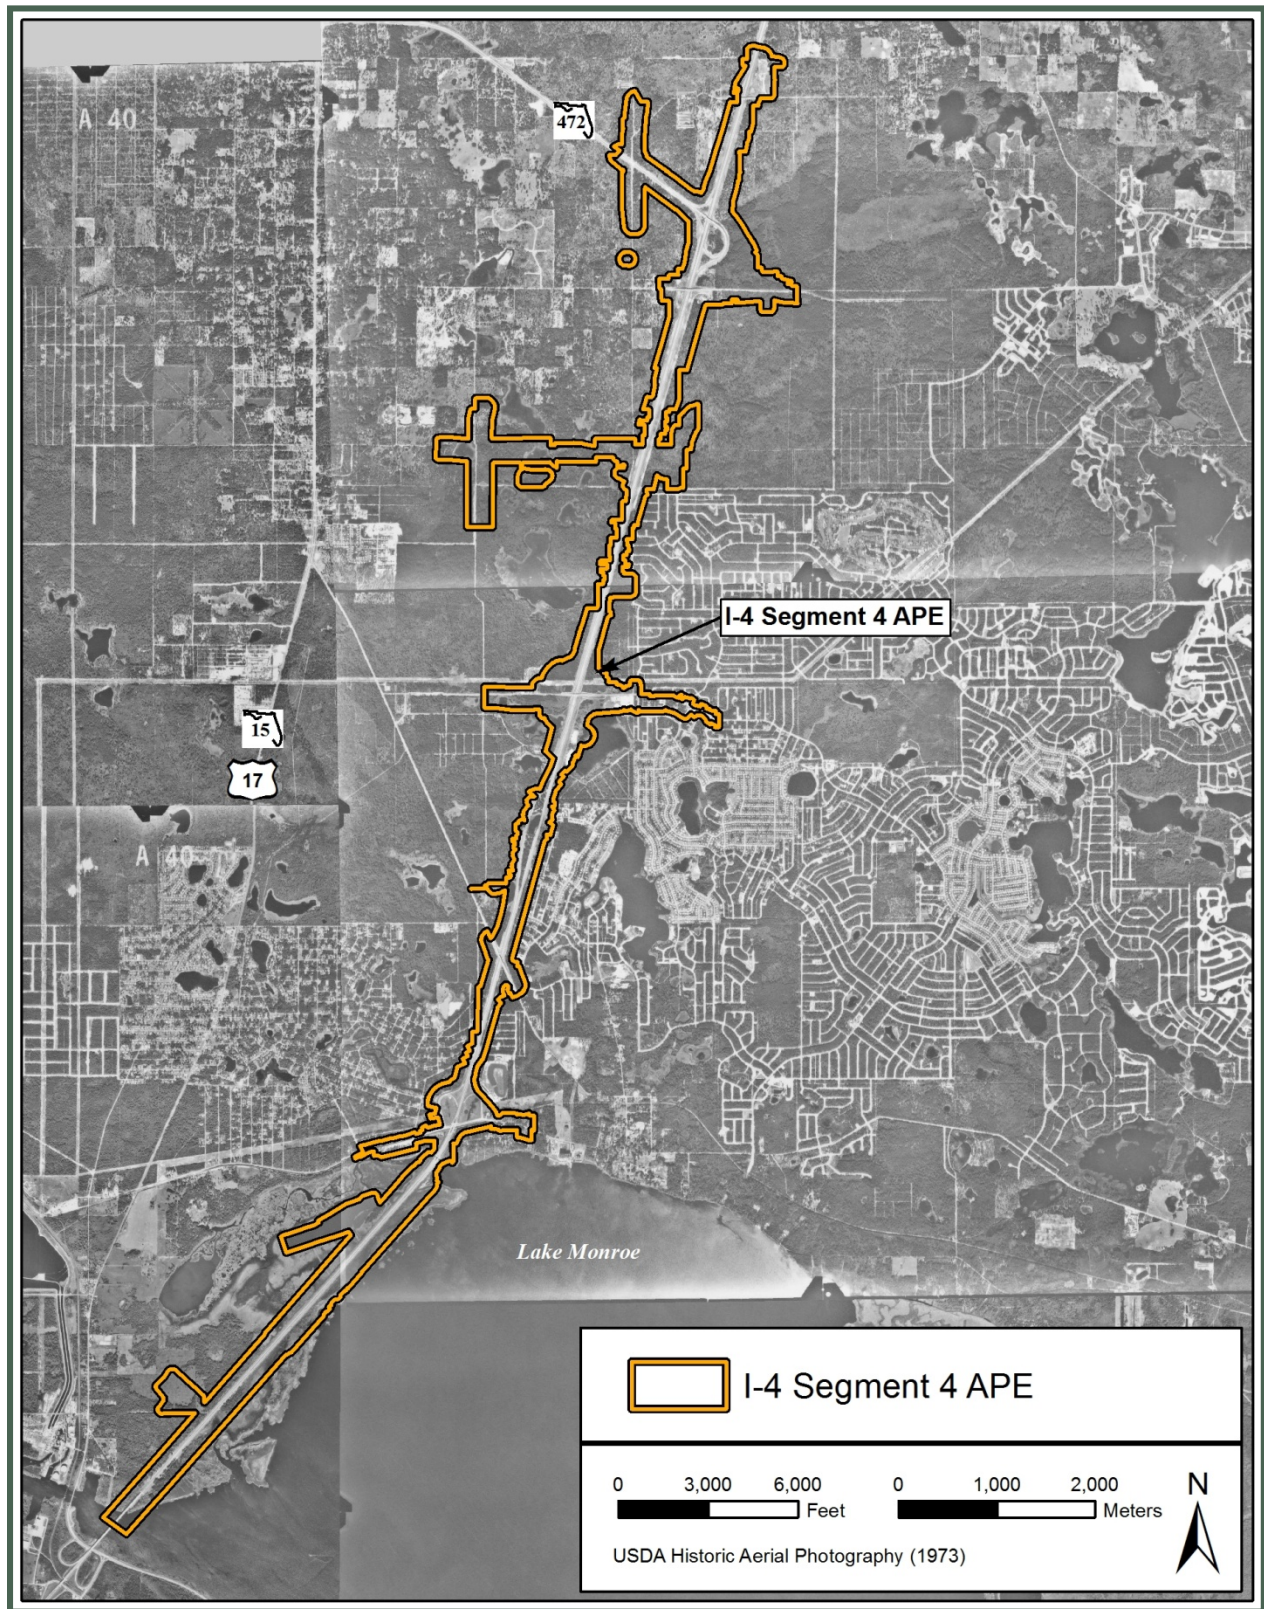 A 40
12
472
I-4 Segment 4 APE
15
17
A 40
Lake Monroe
I-4 Segment 4 APE
0 3,000 6,000
Feet
0 1,000 2,000
Meters
N
USDA Historic Aerial Photography (1973)